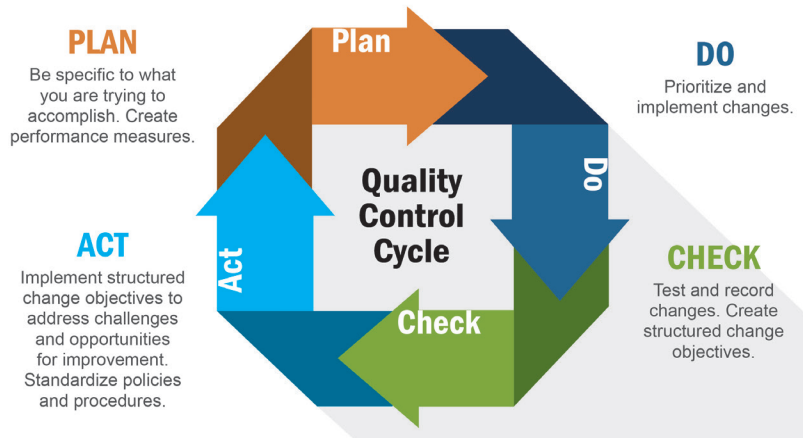 PLAN
Be specific to what
you are trying to
accomplish. Create
performance measures.
Plan
DO
Prioritize and
implement changes.
Do
Quality
Control
Cycle
CHECK
Test and record
changes. Create
structured change
objectives.
Check
ACT
Implement structured
change objectives to
address challenges
and opportunities
for improvement.
Standardize policies
and procedures.
Act